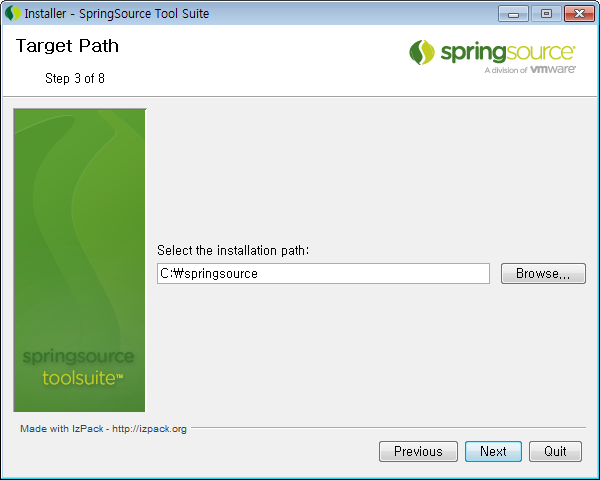 Installer - SpringSource Tool Suite
Target Path
Step 3 of 8
springsource
A division of vmware
Select the installation path:
C:₩springsource
Browse...
springsource
toolsuite™
Made with IzPack - http://izpack.org
Previous
Next
Quit